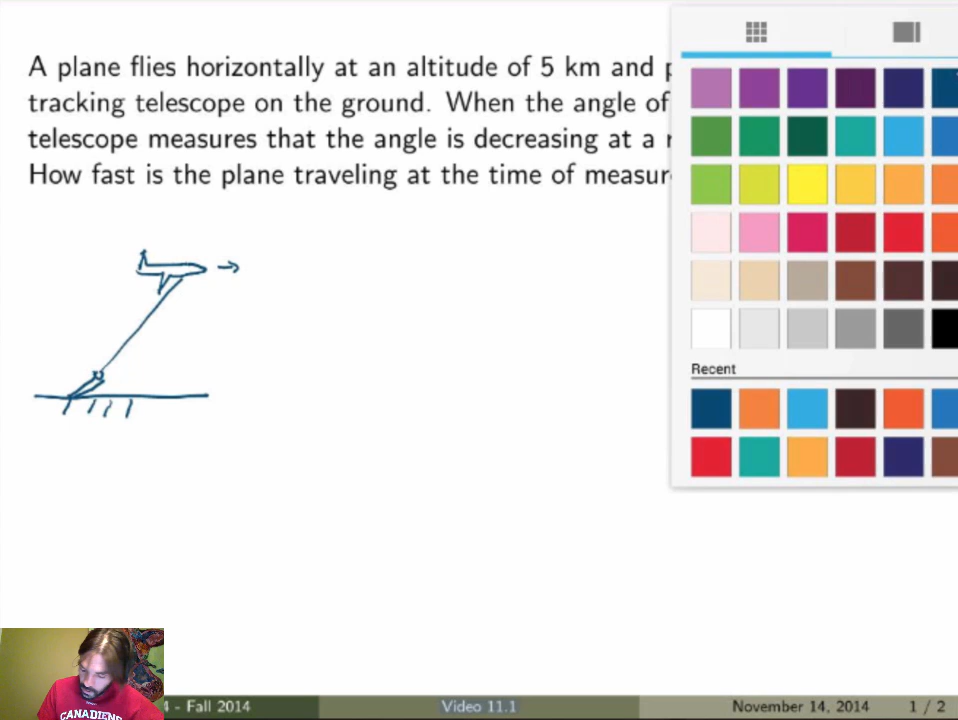 A plane flies horizontally at an altitude of 5 km and
tracking telescope on the ground. When the angle of
telescope measures that the angle is decreasing at a
How fast is the plane traveling at the time of
Recent
CANADIENS
4 - Fall 2014 Video 11.1 November 14, 2014 1 / 2